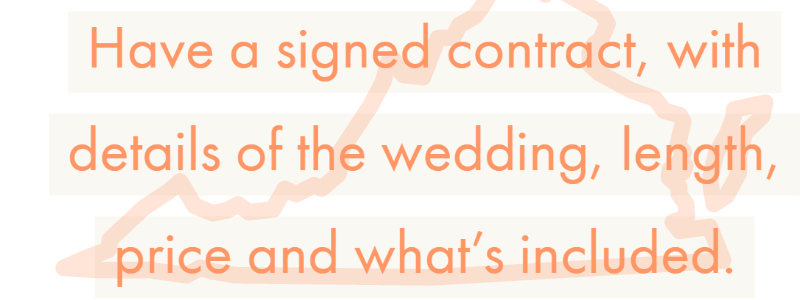 Have a signed contract, with
details of the wedding, length,
price and what’s included.